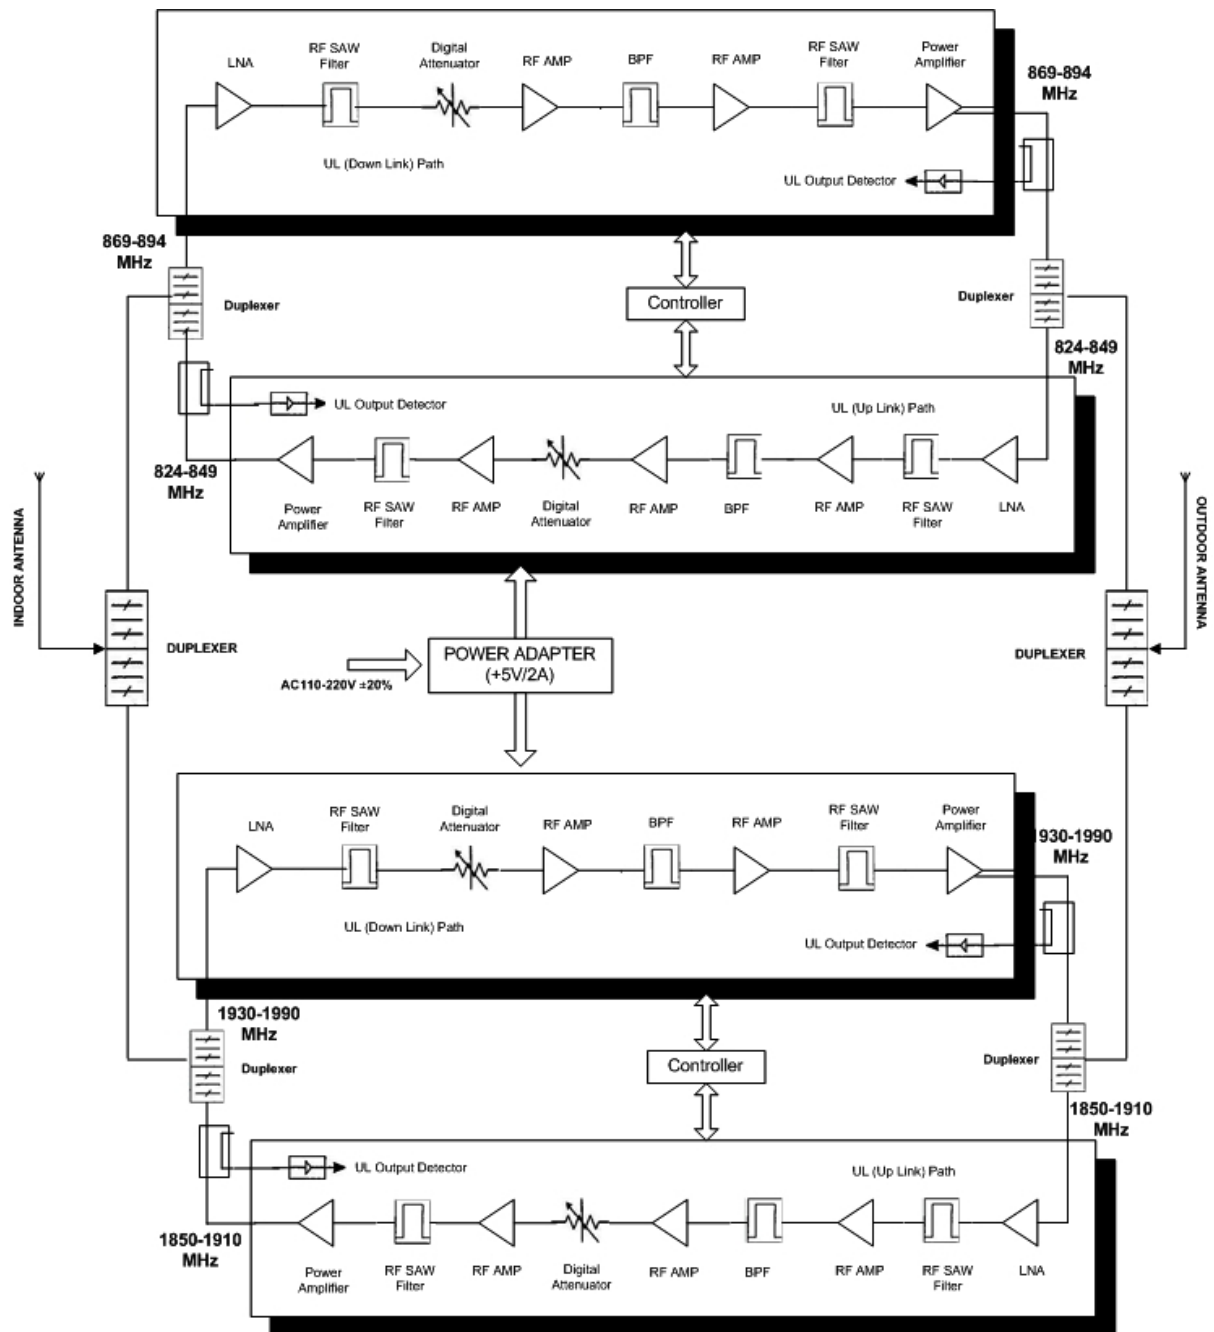 LNA
RF SAW
Filter
Digital
Attenuator
RF AMP
BPF
RF AMP
RF SAW
Filter
Power
Amplifier
869-894
MHz
UL (Down Link) Path
UL Output Detector
869-894
MHz
Duplexer
Controller
Duplexer
824-849
MHz
UL Output Detector
UL (Up Link) Path
824-849
MHz
Power
Amplifier
RF SAW
Filter
RF AMP
Digital
Attenuator
RF AMP
BPF
RF AMP
RF SAW
Filter
LNA
INDOOR ANTENNA
OUTDOOR ANTENNA
DUPLEXER
POWER ADAPTER
(+5V/2A)
AC110-220V ±20%
DUPLEXER
LNA
RF SAW
Filter
Digital
Attenuator
RF AMP
BPF
RF AMP
RF SAW
Filter
Power
Amplifier
1930-1990
MHz
UL (Down Link) Path
UL Output Detector
1930-1990
MHz
Duplexer
Controller
Duplexer
1850-1910
MHz
UL Output Detector
UL (Up Link) Path
1850-1910
MHz
Power
Amplifier
RF SAW
Filter
RF AMP
Digital
Attenuator
RF AMP
BPF
RF AMP
RF SAW
Filter
LNA